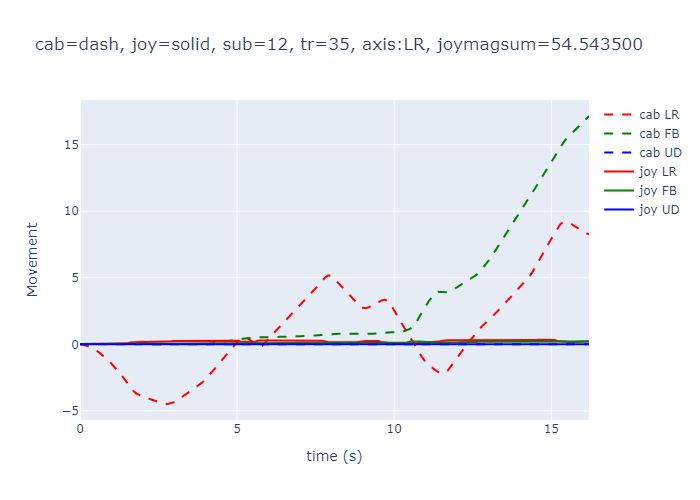 cab=dash, joy=solid, sub=12, tr=35, axis:LR, joymagsum=54.543500
cab LR
cab FB
cab UD
joy LR
joy FB
joy UD
Movement
15
10
5
0
−5
0
5
10
15
time (s)